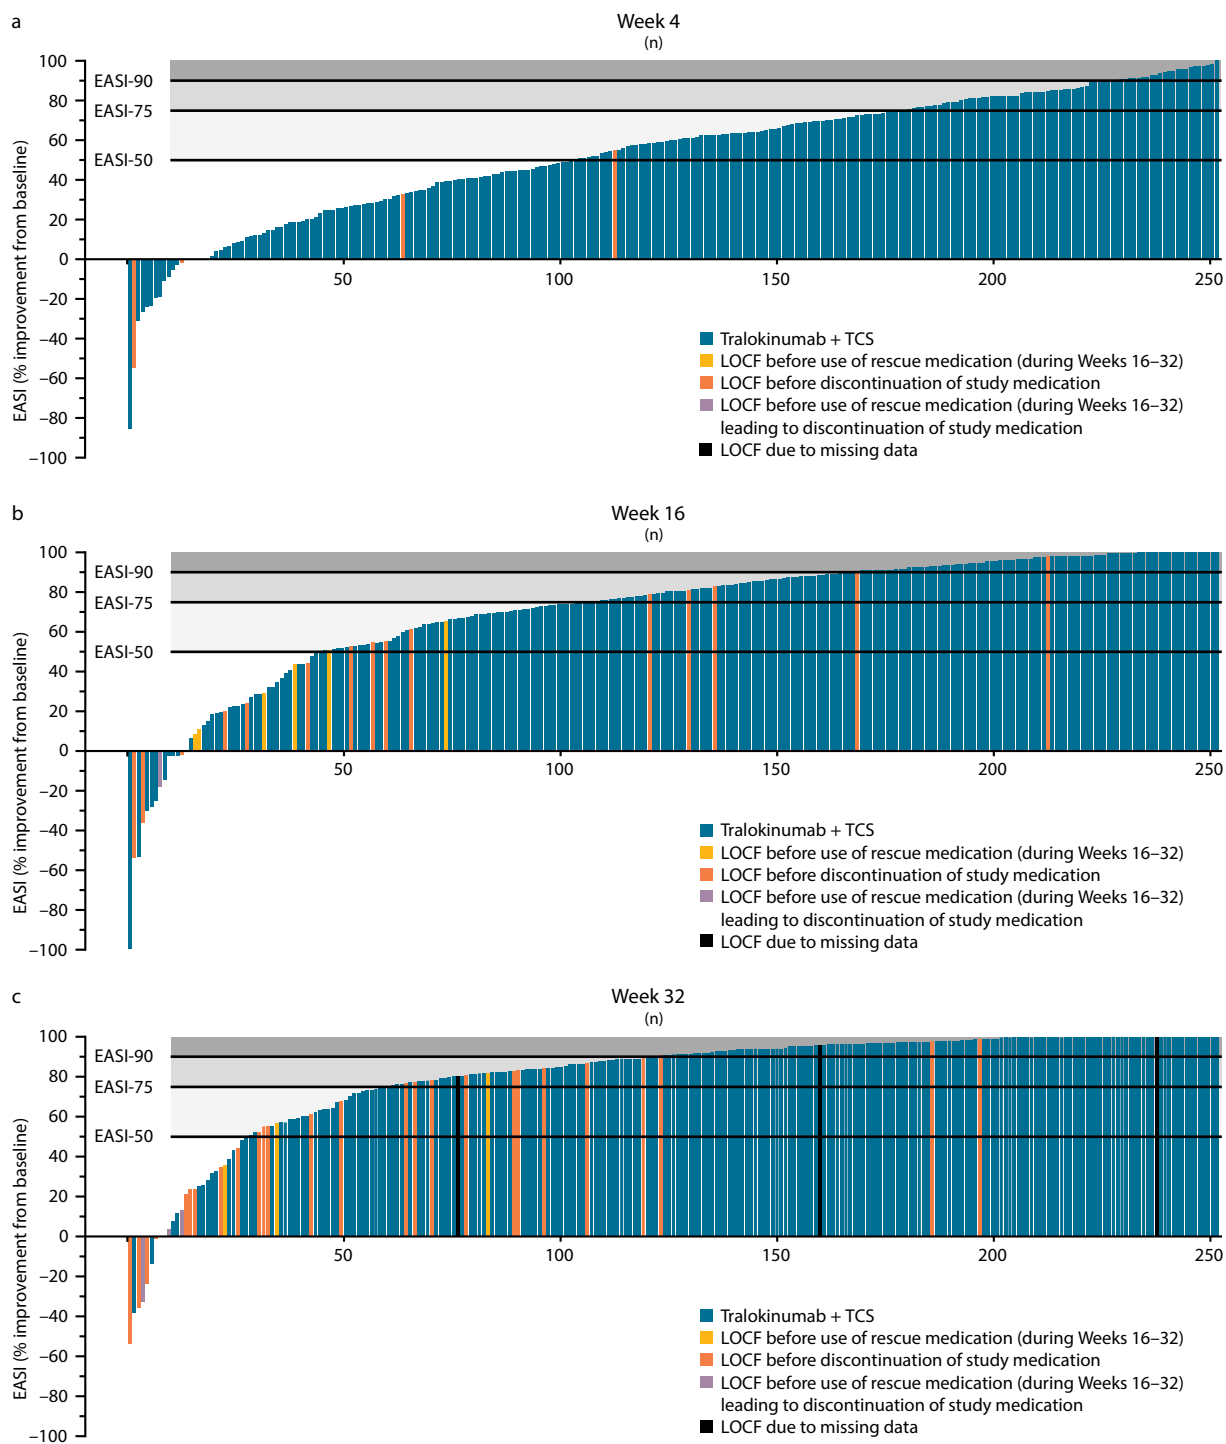 a
Week 4
(n)
EASI (% improvement from baseline)
100
80
60
40
20
0
−20
−40
−60
−80
−100
EASI-90
EASI-75
EASI-50
50
100
150
200
250
Tralokinumab + TCS
LOCF before use of rescue medication (during Weeks 16–32)
LOCF before discontinuation of study medication
LOCF before use of rescue medication (during Weeks 16–32)
leading to discontinuation of study medication
LOCF due to missing data
b
Week 16
(n)
EASI (% improvement from baseline)
100
80
60
40
20
0
−20
−40
−60
−80
−100
EASI-90
EASI-75
EASI-50
50
100
150
200
250
Tralokinumab + TCS
LOCF before use of rescue medication (during Weeks 16–32)
LOCF before discontinuation of study medication
LOCF before use of rescue medication (during Weeks 16–32)
leading to discontinuation of study medication
LOCF due to missing data
c
Week 32
(n)
EASI (% improvement from baseline)
100
80
60
40
20
0
−20
−40
−60
−80
−100
EASI-90
EASI-75
EASI-50
50
100
150
200
250
Tralokinumab + TCS
LOCF before use of rescue medication (during Weeks 16–32)
LOCF before discontinuation of study medication
LOCF before use of rescue medication (during Weeks 16–32)
leading to discontinuation of study medication
LOCF due to missing data